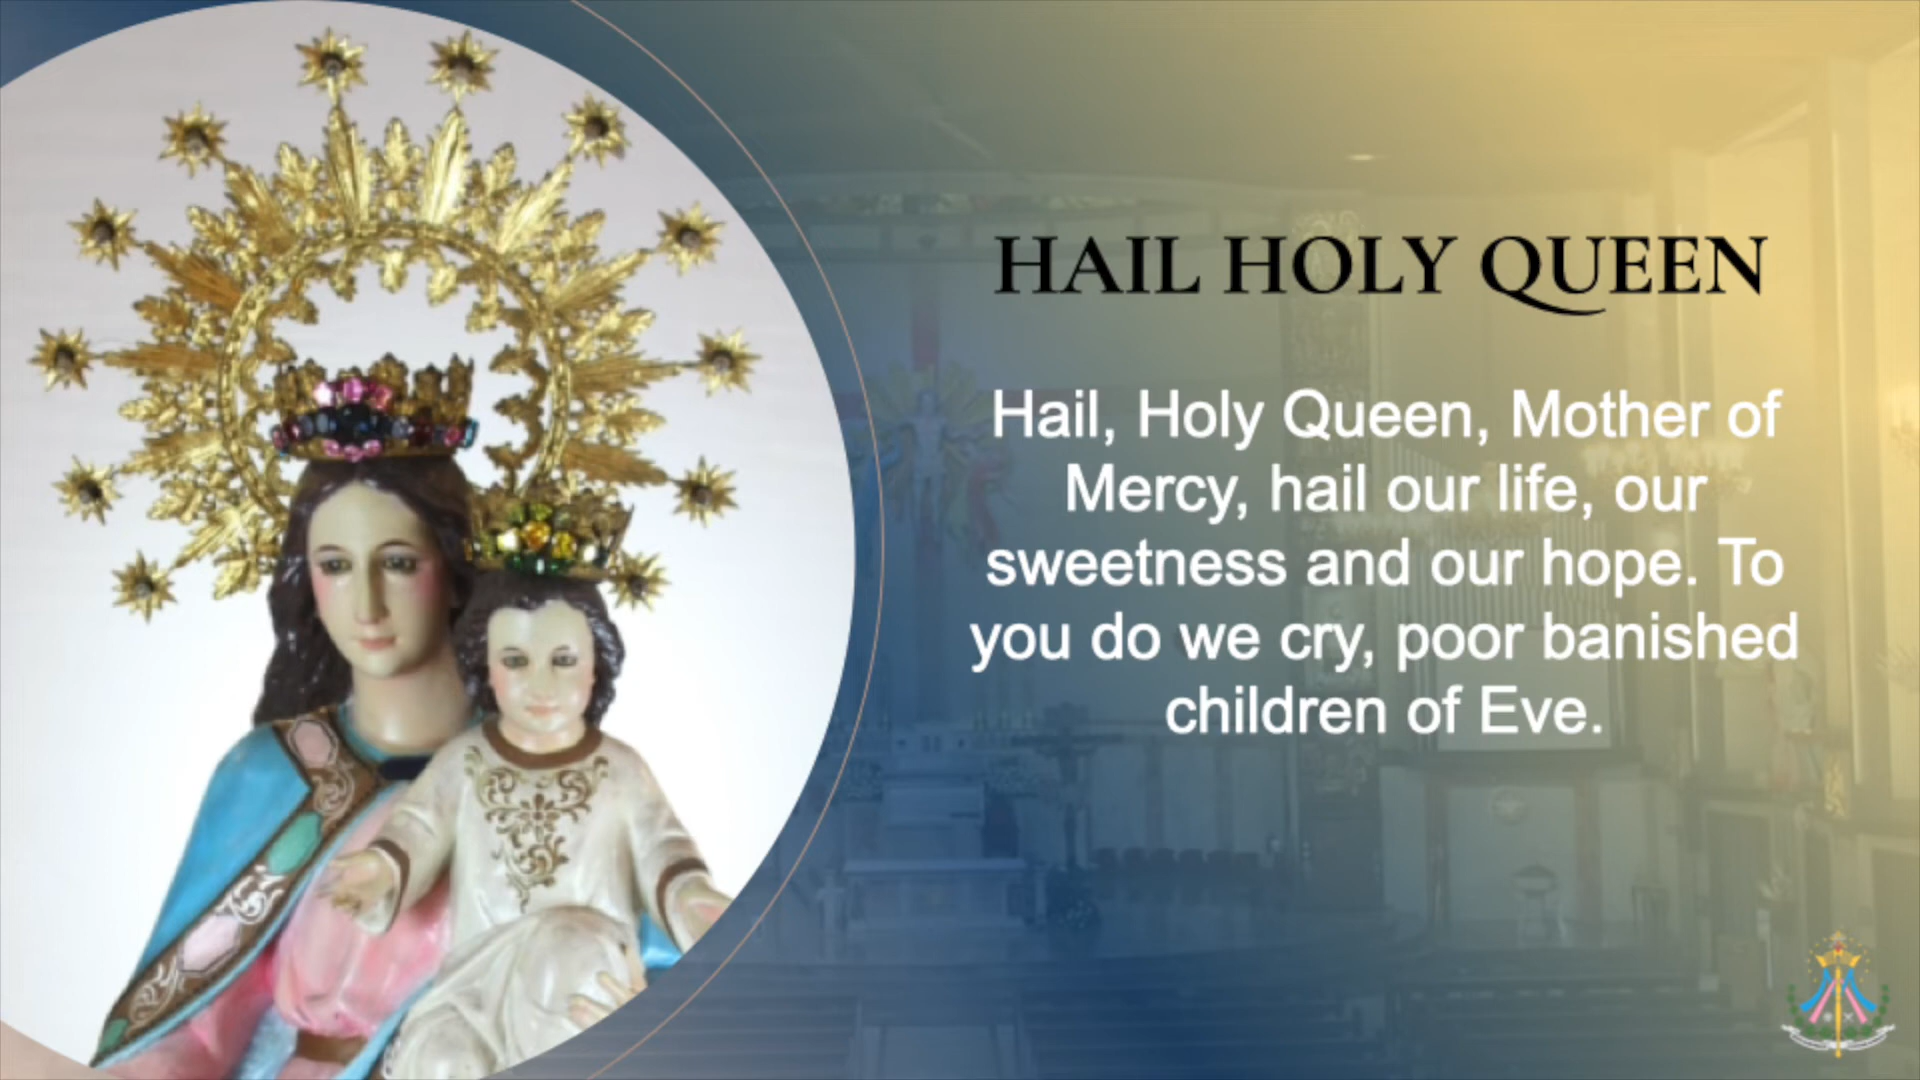 HAIL HOLY QUEEN
Hail, Holy Queen, Mother of
Mercy, hail our life, our
sweetness and our hope. To
you do we cry, poor banished
children of Eve.